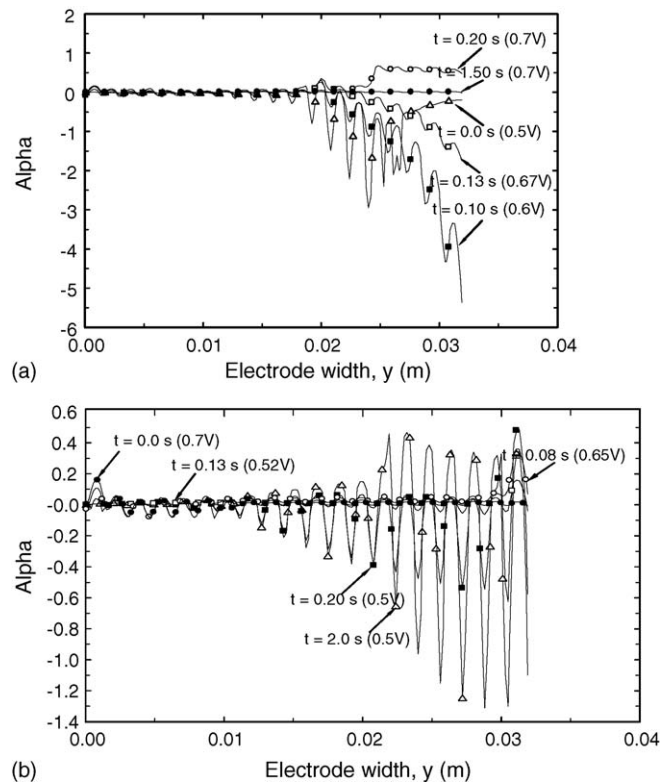 2
t = 0.20 s (0.7V)
1
t = 1.50 s (0.7V)
0
-1
t = 0.0 s (0.5V)
Alpha
-2
t = 0.13 s (0.67V)
-3
t = 0.10 s (0.6V)
-4
-5
-6
0.00 0.01 0.02 0.03 0.04
(a) Electrode width, y (m)
0.6
t = 0.0 s (0.7V)
0.4
t = 0.13 s (0.52V) t = 0.08 s (0.65V)
0.2
-0.0
-0.2
Alpha
-0.4
-0.6
t = 0.20 s (0.5V)
-0.8
t = 2.0 s (0.5V)
-1.0
-1.2
-1.4
0.00 0.01 0.02 0.03 0.04
(b) Electrode width, y (m)